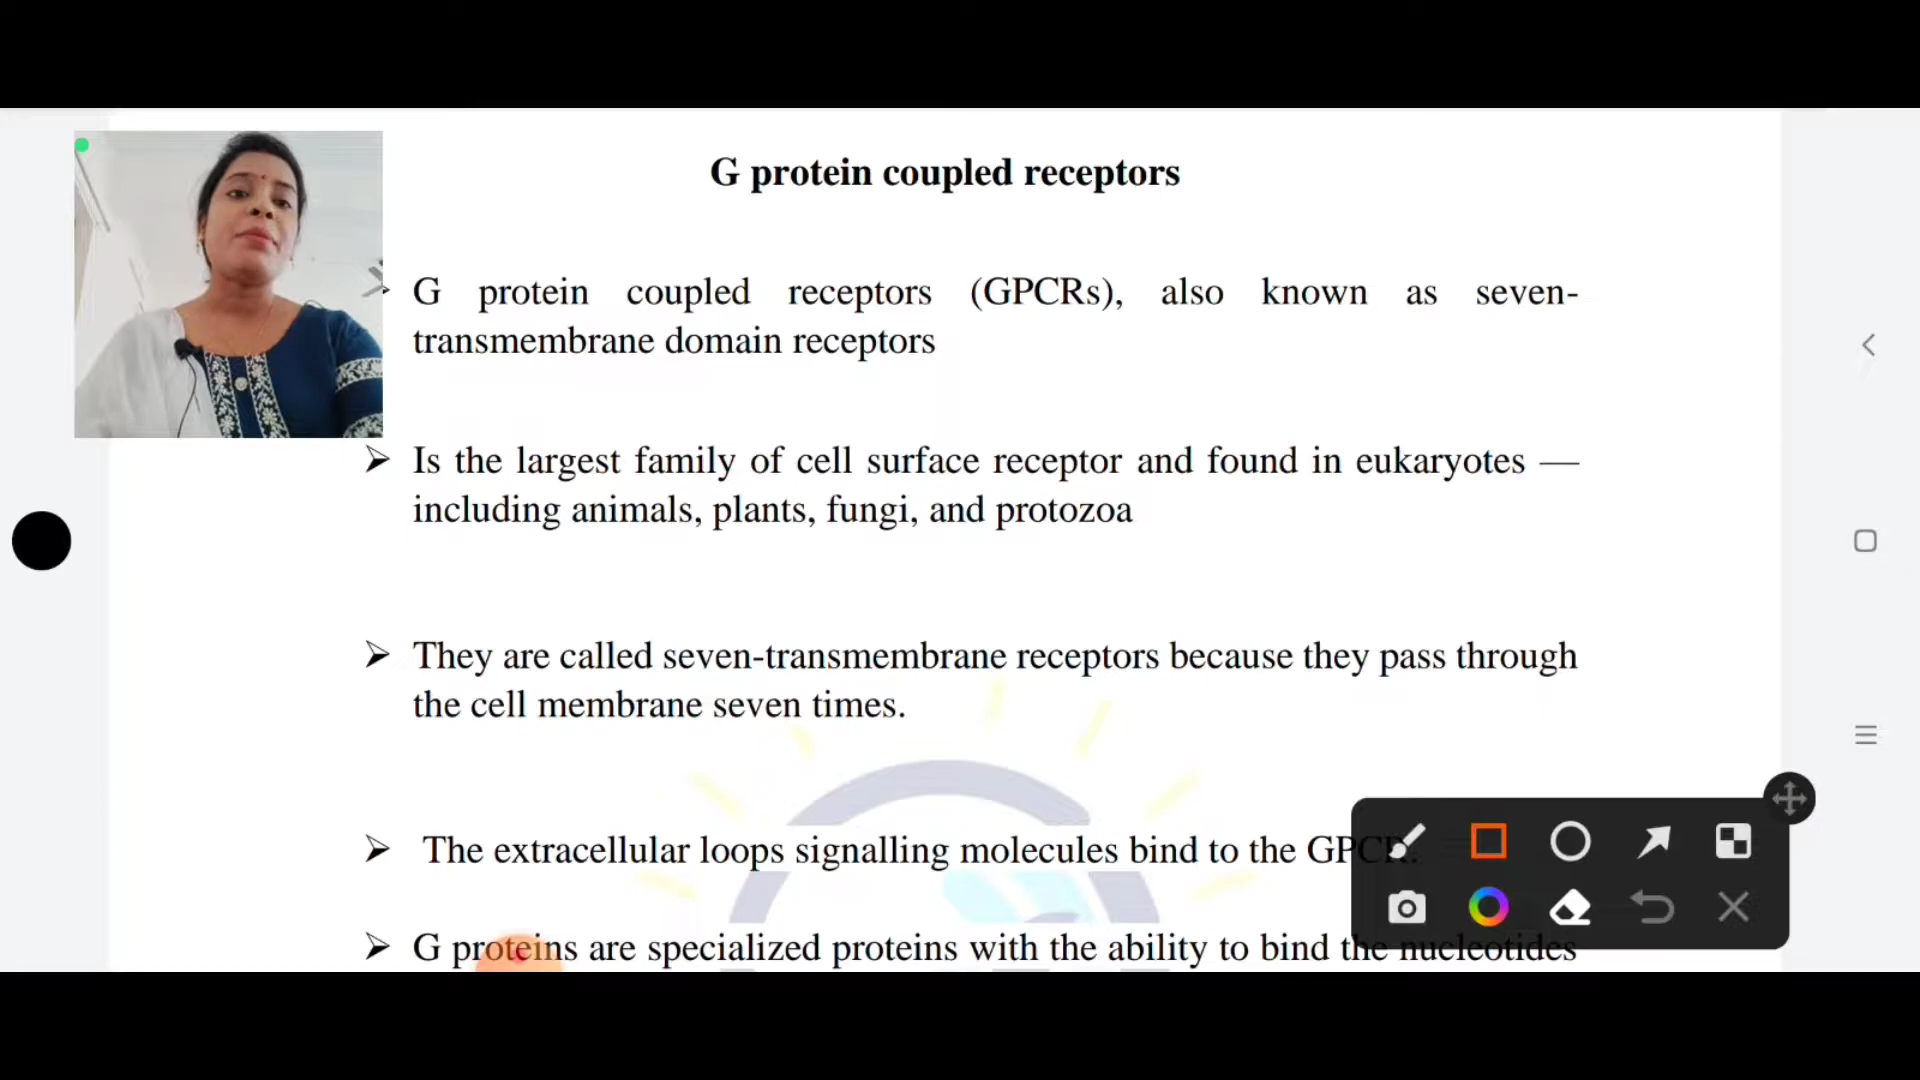 G protein coupled receptors
G protein coupled receptors (GPCRs), also known as seven-
transmembrane domain receptors
Is the largest family of cell surface receptor and found in eukaryotes —
including animals, plants, fungi, and protozoa
They are called seven-transmembrane receptors because they pass through
the cell membrane seven times.
The extracellular loops signalling molecules bind to the GPCR.
G proteins are specialized proteins with the ability to bind the nucleotides